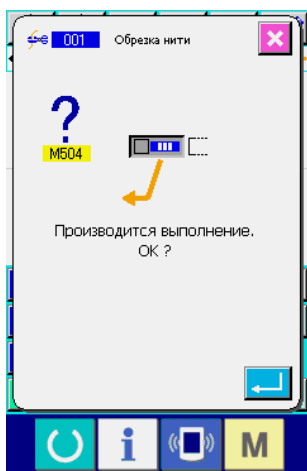 001 Обрезка нити
?
M504
Производится выполнение.
OK ?
i
M